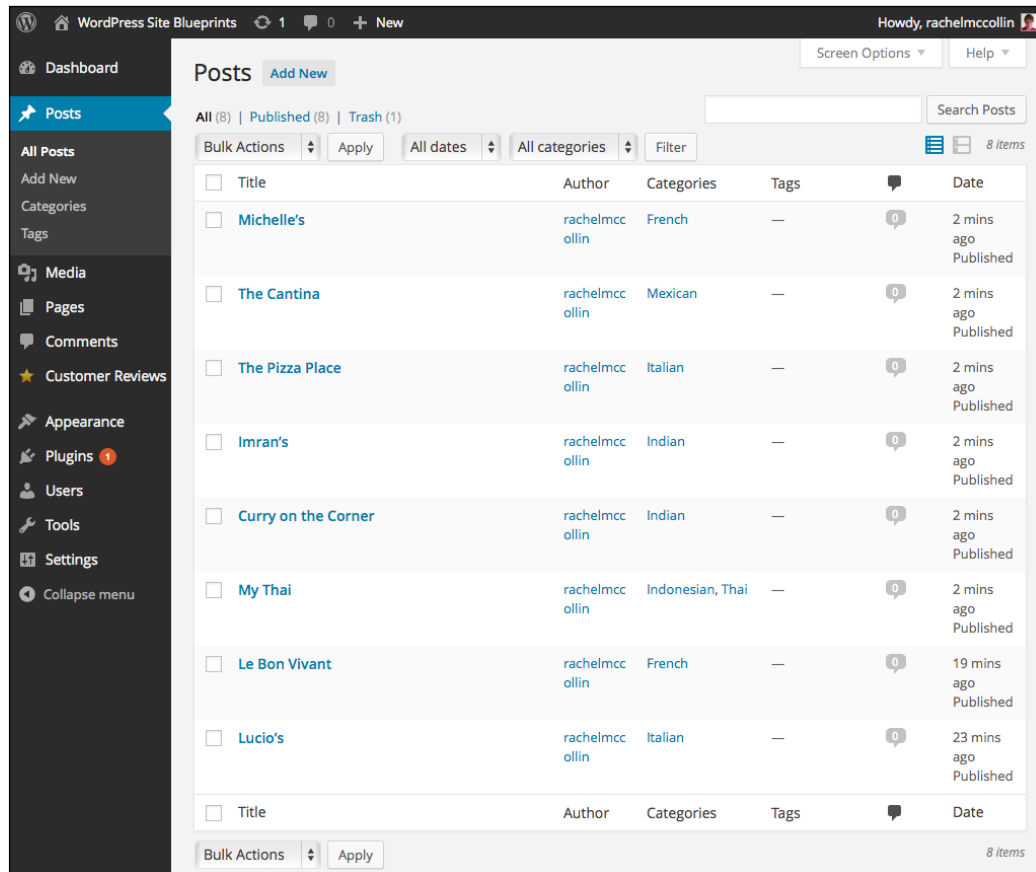 WordPress Site Blueprints 1 0 + New Howdy, rachelmccollin
Dashboard
Posts
All Posts
Add New
Categories
Tags
Media
Pages
Comments
Customer Reviews
Appearance
Plugins 1
Users
Tools
Settings
Collapse menu
Screen Options Help
Posts Add New
All (8) | Published (8) | Trash (1)
Search Posts
Bulk Actions Apply All dates All categories Filter 8 items
Title Author Categories Tags Date
Michelle’s rachelmcc French — 0 2 mins
ollin ago
Published
The Cantina rachelmcc Mexican — 0 2 mins
ollin ago
Published
The Pizza Place rachelmcc Italian — 0 2 mins
ollin ago
Published
Imran’s rachelmcc Indian — 0 2 mins
ollin ago
Published
Curry on the Corner rachelmcc Indian — 0 2 mins
ollin ago
Published
My Thai rachelmcc Indonesian, Thai — 0 2 mins
ollin ago
Published
Le Bon Vivant rachelmcc French — 0 19 mins
ollin ago
Published
Lucio’s rachelmcc Italian — 0 23 mins
ollin ago
Published
Title Author Categories Tags Date
Bulk Actions Apply 8 items